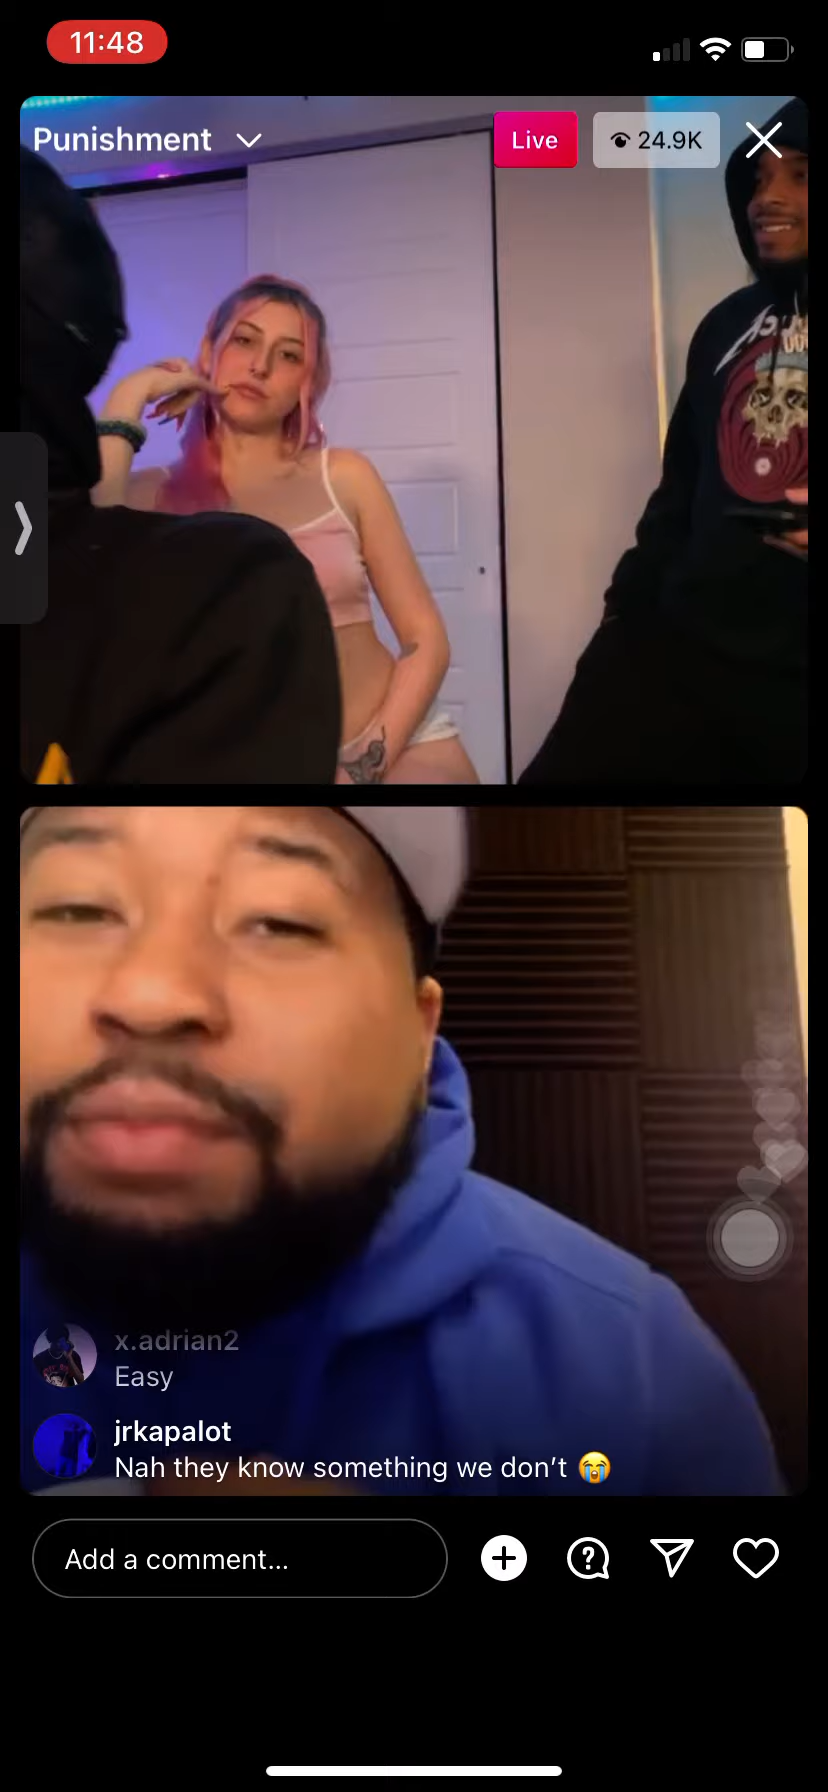 11:48
Punishment
Live
24.9K
x.adrian2
Easy
jrkapalot
Nah they know something we don't 😭
Add a comment...